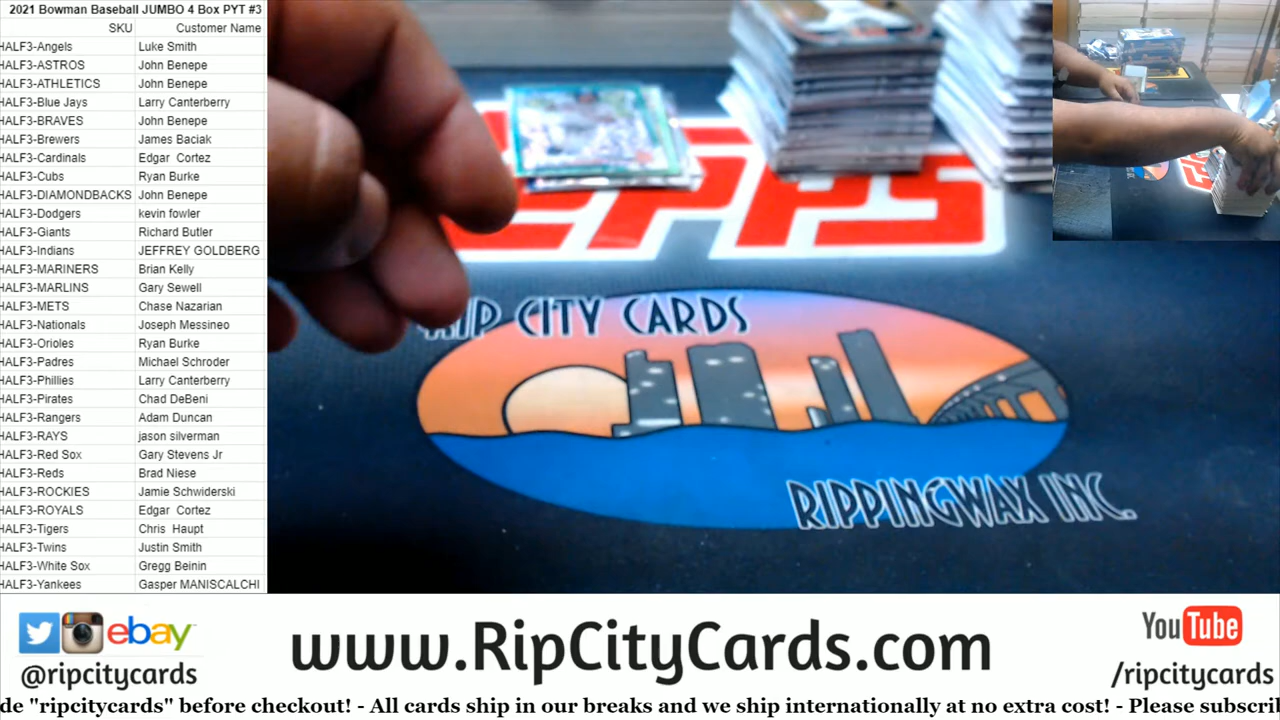 2021 Bowman Baseball JUMBO 4 Box PYT #3
SKU Customer Name
HALF3-Angels Luke Smith
HALF3-ASTROS John Benepe
HALF3-ATHLETICS John Benepe
HALF3-Blue Jays Larry Canterberry
HALF3-BRAVES John Benepe
HALF3-Brewers James Baciak
HALF3-Cardinals Edgar Cortez
HALF3-Cubs Ryan Burke
HALF3-DIAMONDBACKS John Benepe
HALF3-Dodgers kevin fowler
HALF3-Giants Richard Butler
HALF3-Indians JEFFREY GOLDBERG
HALF3-MARINERS Brian Kelly
HALF3-MARLINS Gary Sewell
HALF3-METS Chase Nazarian
HALF3-Nationals Joseph Messineo
HALF3-Orioles Ryan Burke
HALF3-Padres Michael Schroder
HALF3-Phillies Larry Canterberry
HALF3-Pirates Chad DeBeni
HALF3-Rangers Adam Duncan
HALF3-RAYS jason silverman
HALF3-Red Sox Gary Stevens Jr
HALF3-Reds Brad Niese
HALF3-ROCKIES Jamie Schwiderski
HALF3-ROYALS Edgar Cortez
HALF3-Tigers Chris Haupt
HALF3-Twins Justin Smith
HALF3-White Sox Gregg Beinin
HALF3-Yankees Gasper MANISCALCHI
RIP CITY CARDS
RIPPINGWAX INC.
ebay
@ripcitycards
www.RipCityCards.com
YouTube
/ripcitycards
de "ripcitycards" before checkout! - All cards ship in our breaks and we ship internationally at no extra cost! - Please subscri